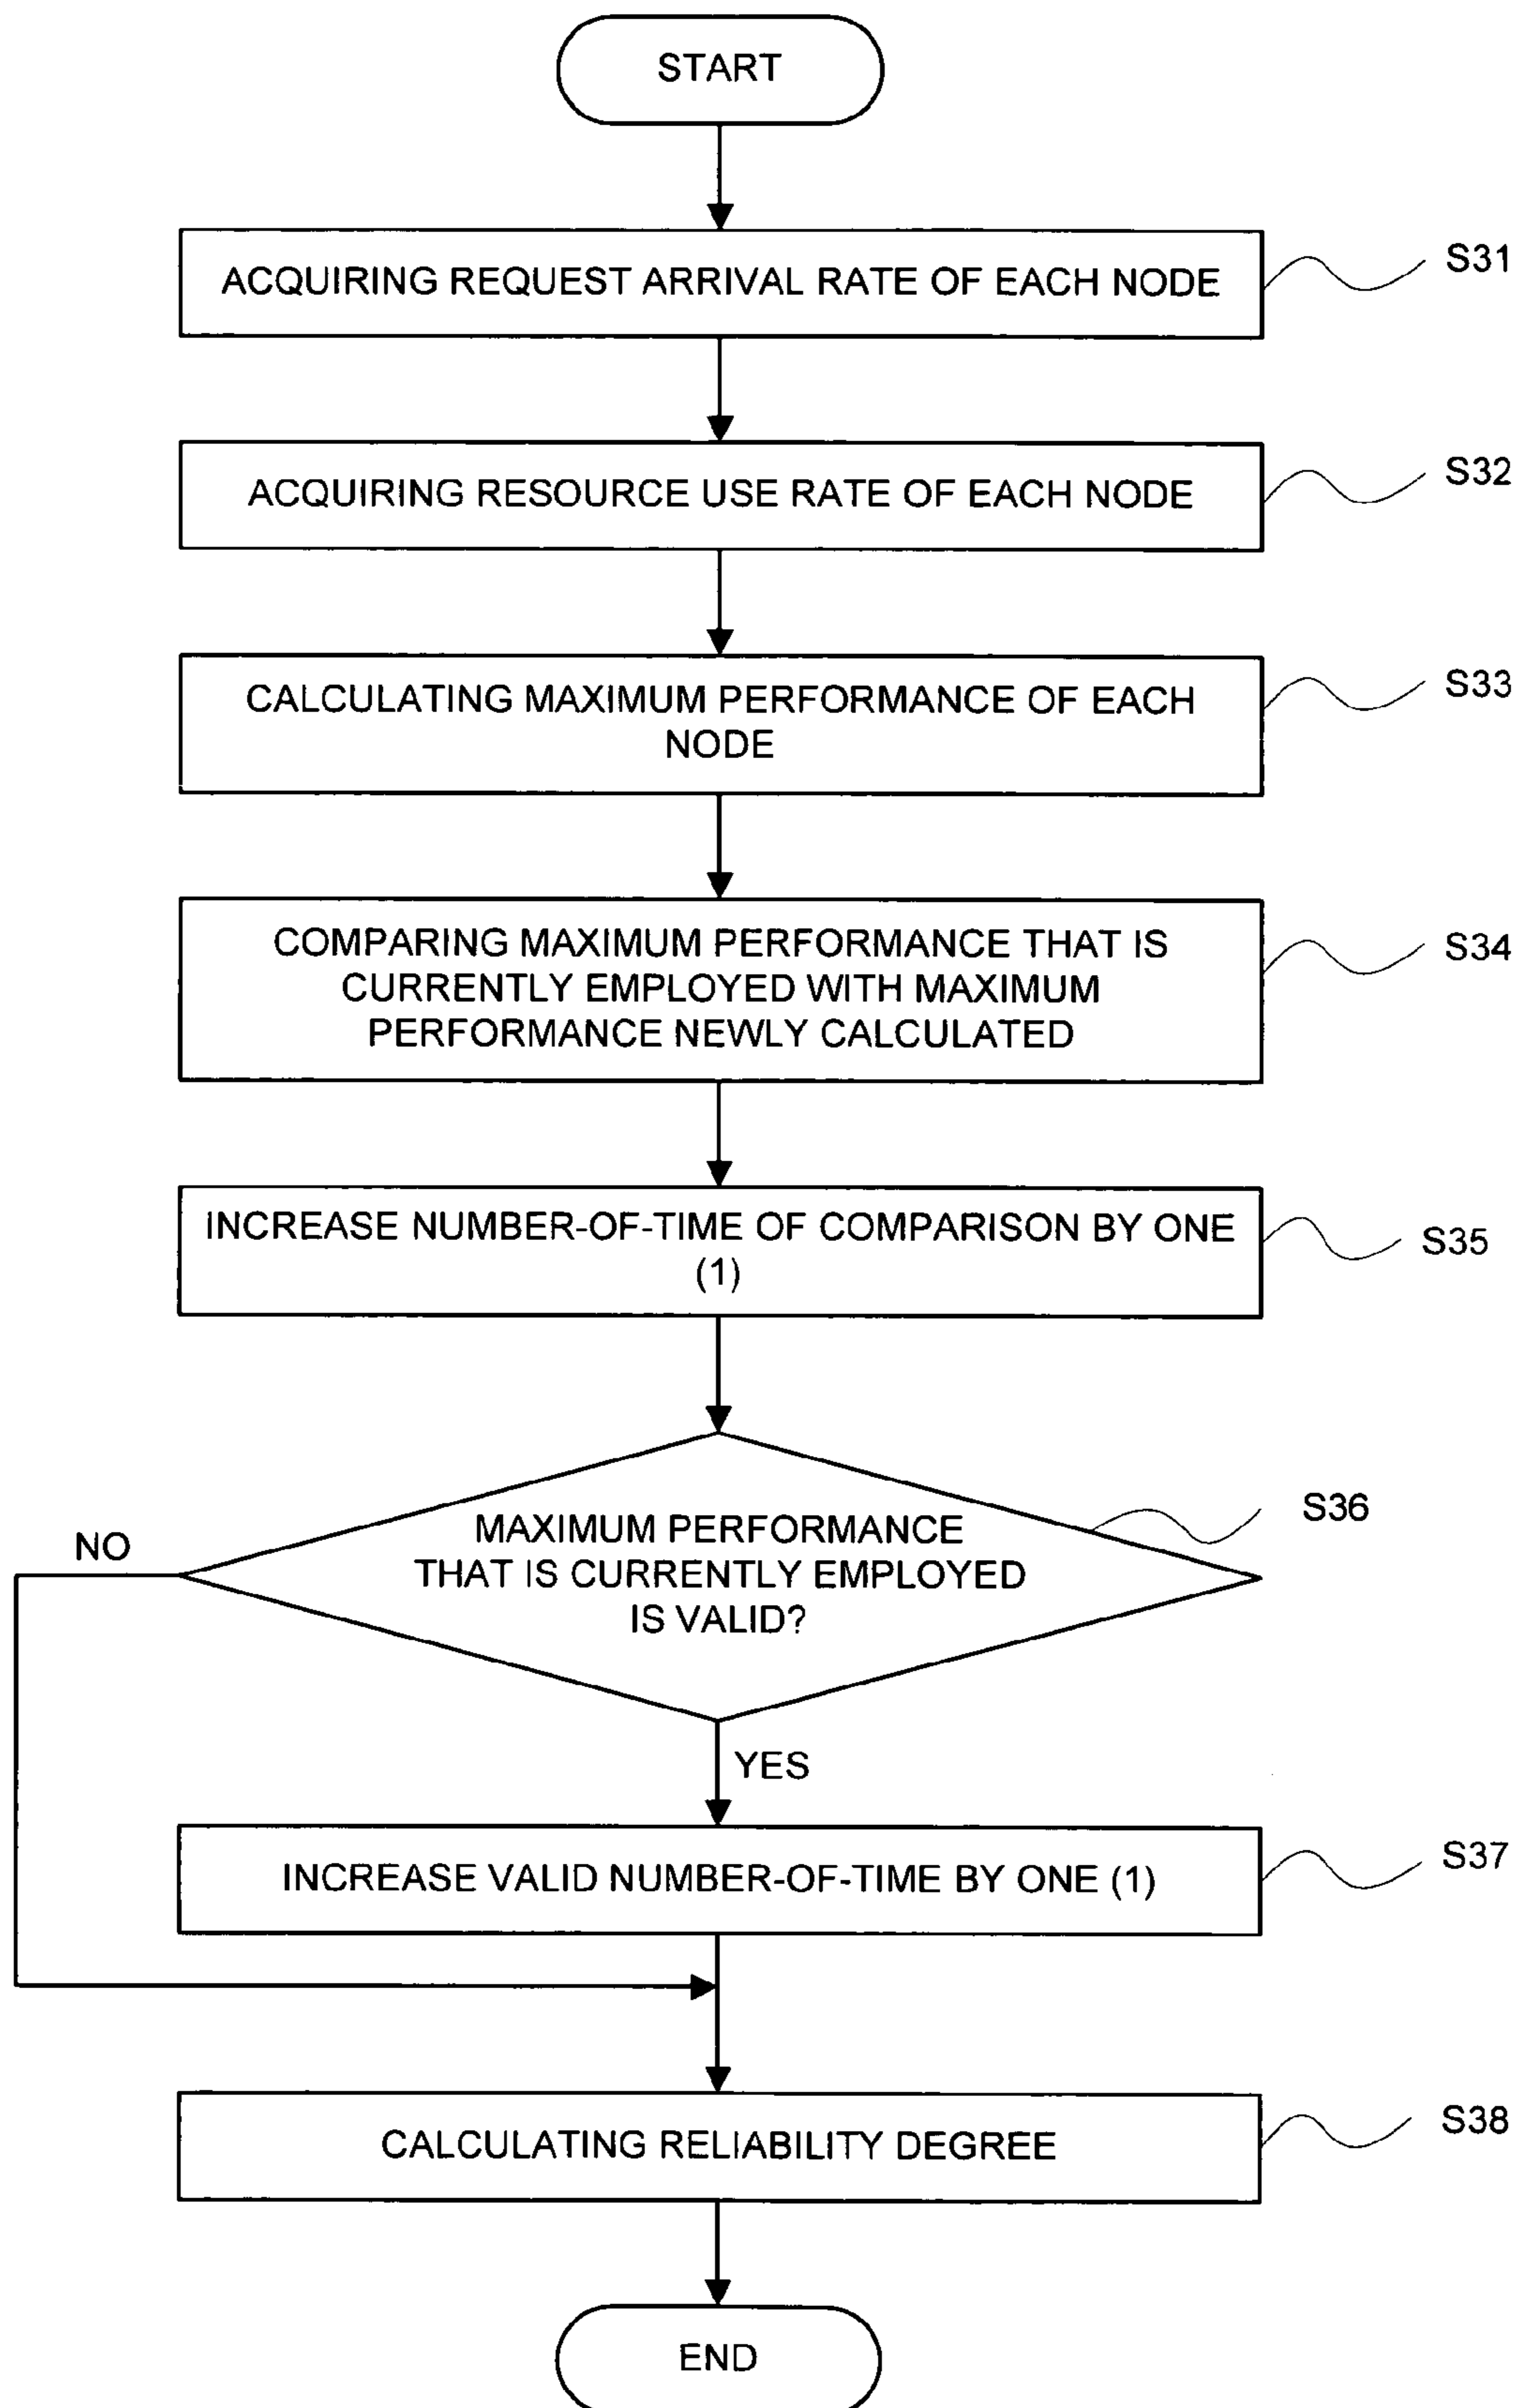 START
ACQUIRING REQUEST ARRIVAL RATE OF EACH NODE
S31
ACQUIRING RESOURCE USE RATE OF EACH NODE
S32
CALCULATING MAXIMUM PERFORMANCE OF EACH
NODE
S33
COMPARING MAXIMUM PERFORMANCE THAT IS
CURRENTLY EMPLOYED WITH MAXIMUM
PERFORMANCE NEWLY CALCULATED
S34
INCREASE NUMBER-OF-TIME OF COMPARISON BY ONE
(1)
S35
MAXIMUM PERFORMANCE
THAT IS CURRENTLY EMPLOYED
IS VALID?
S36
NO
YES
INCREASE VALID NUMBER-OF-TIME BY ONE (1)
S37
CALCULATING RELIABILITY DEGREE
S38
END